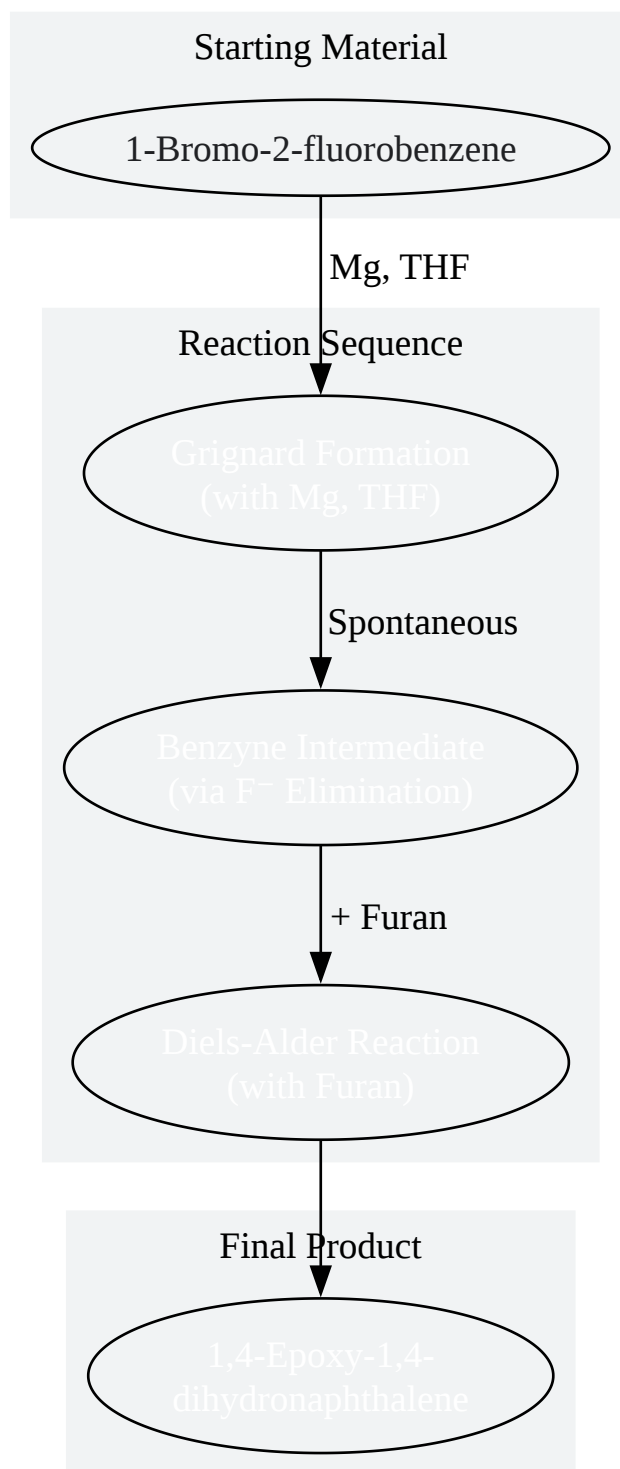 Starting Material
1-Bromo-2-fluorobenzene
Mg, THF
Reaction Sequence
Grignard Formation
(with Mg, THF)
Spontaneous
Benzyne Intermediate
(via F⁻ Elimination)
+ Furan
Diels-Alder Reaction
(with Furan)
Final Product
1,4-Epoxy-1,4-
dihydronaphthalene